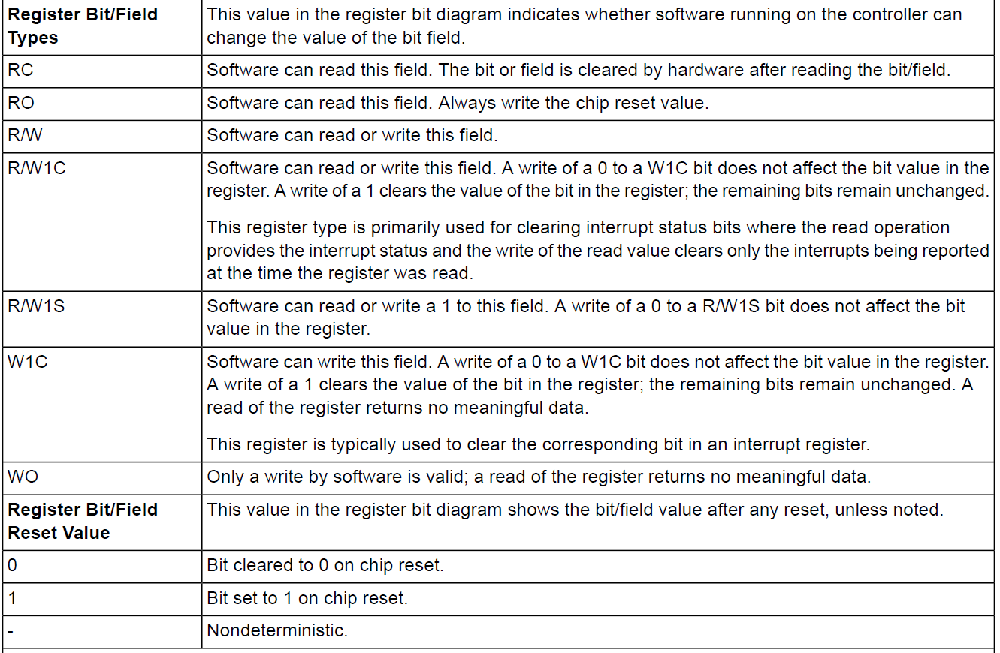 Register Bit/Field
Types
This value in the register bit diagram indicates whether software running on the controller can
change the value of the bit field.
RC
Software can read this field. The bit or field is cleared by hardware after reading the bit/field.
RO
Software can read this field. Always write the chip reset value.
R/W
Software can read or write this field.
R/W1C
Software can read or write this field. A write of a 0 to a W1C bit does not affect the bit value in the
register. A write of a 1 clears the value of the bit in the register; the remaining bits remain unchanged.
This register type is primarily used for clearing interrupt status bits where the read operation
provides the interrupt status and the write of the read value clears only the interrupts being reported
at the time the register was read.
R/W1S
Software can read or write a 1 to this field. A write of a 0 to a R/W1S bit does not affect the bit
value in the register.
W1C
Software can write this field. A write of a 0 to a W1C bit does not affect the bit value in the register.
A write of a 1 clears the value of the bit in the register; the remaining bits remain unchanged. A
read of the register returns no meaningful data.
This register is typically used to clear the corresponding bit in an interrupt register.
WO
Only a write by software is valid; a read of the register returns no meaningful data.
Register Bit/Field
Reset Value
This value in the register bit diagram shows the bit/field value after any reset, unless noted.
0
Bit cleared to 0 on chip reset.
1
Bit set to 1 on chip reset.
-
Nondeterministic.